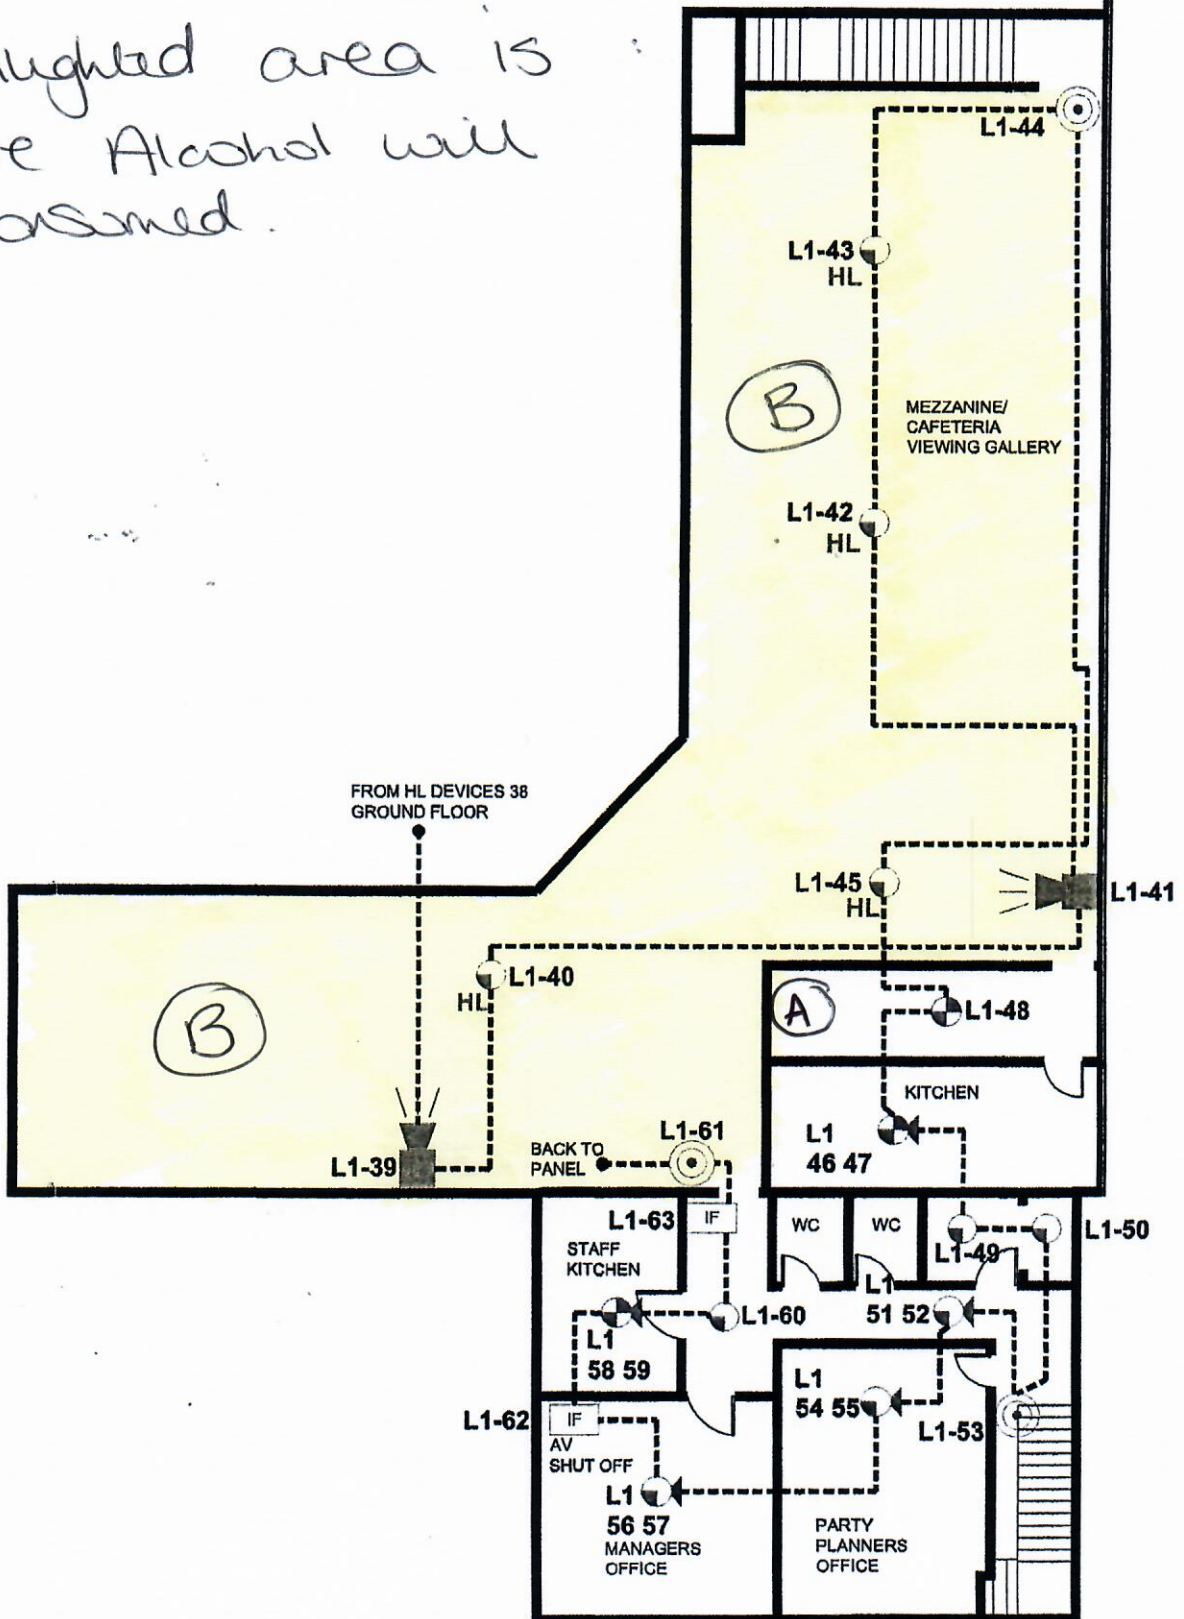 area is
Alcohol will
L1-44
L1-43
HL
B
MEZZANINE/
CAFETERIA
VIEWING GALLERY
L1-42
HL
FROM HL DEVICES 38
GROUND FLOOR
L1-45
HL
L1-41
L1-40
HL
B
A
L1-48
KITCHEN
L1
46 47
L1-61
BACK TO
PANEL
L1-39
L1-63
IF
WC
WC
L1-49
L1-50
STAFF
KITCHEN
L1-60
L1
51 52
L1
58 59
L1
54 55
L1-53
L1-62
IF
AV
SHUT OFF
L1
56 57
MANAGERS
OFFICE
PARTY
PLANNERS
OFFICE